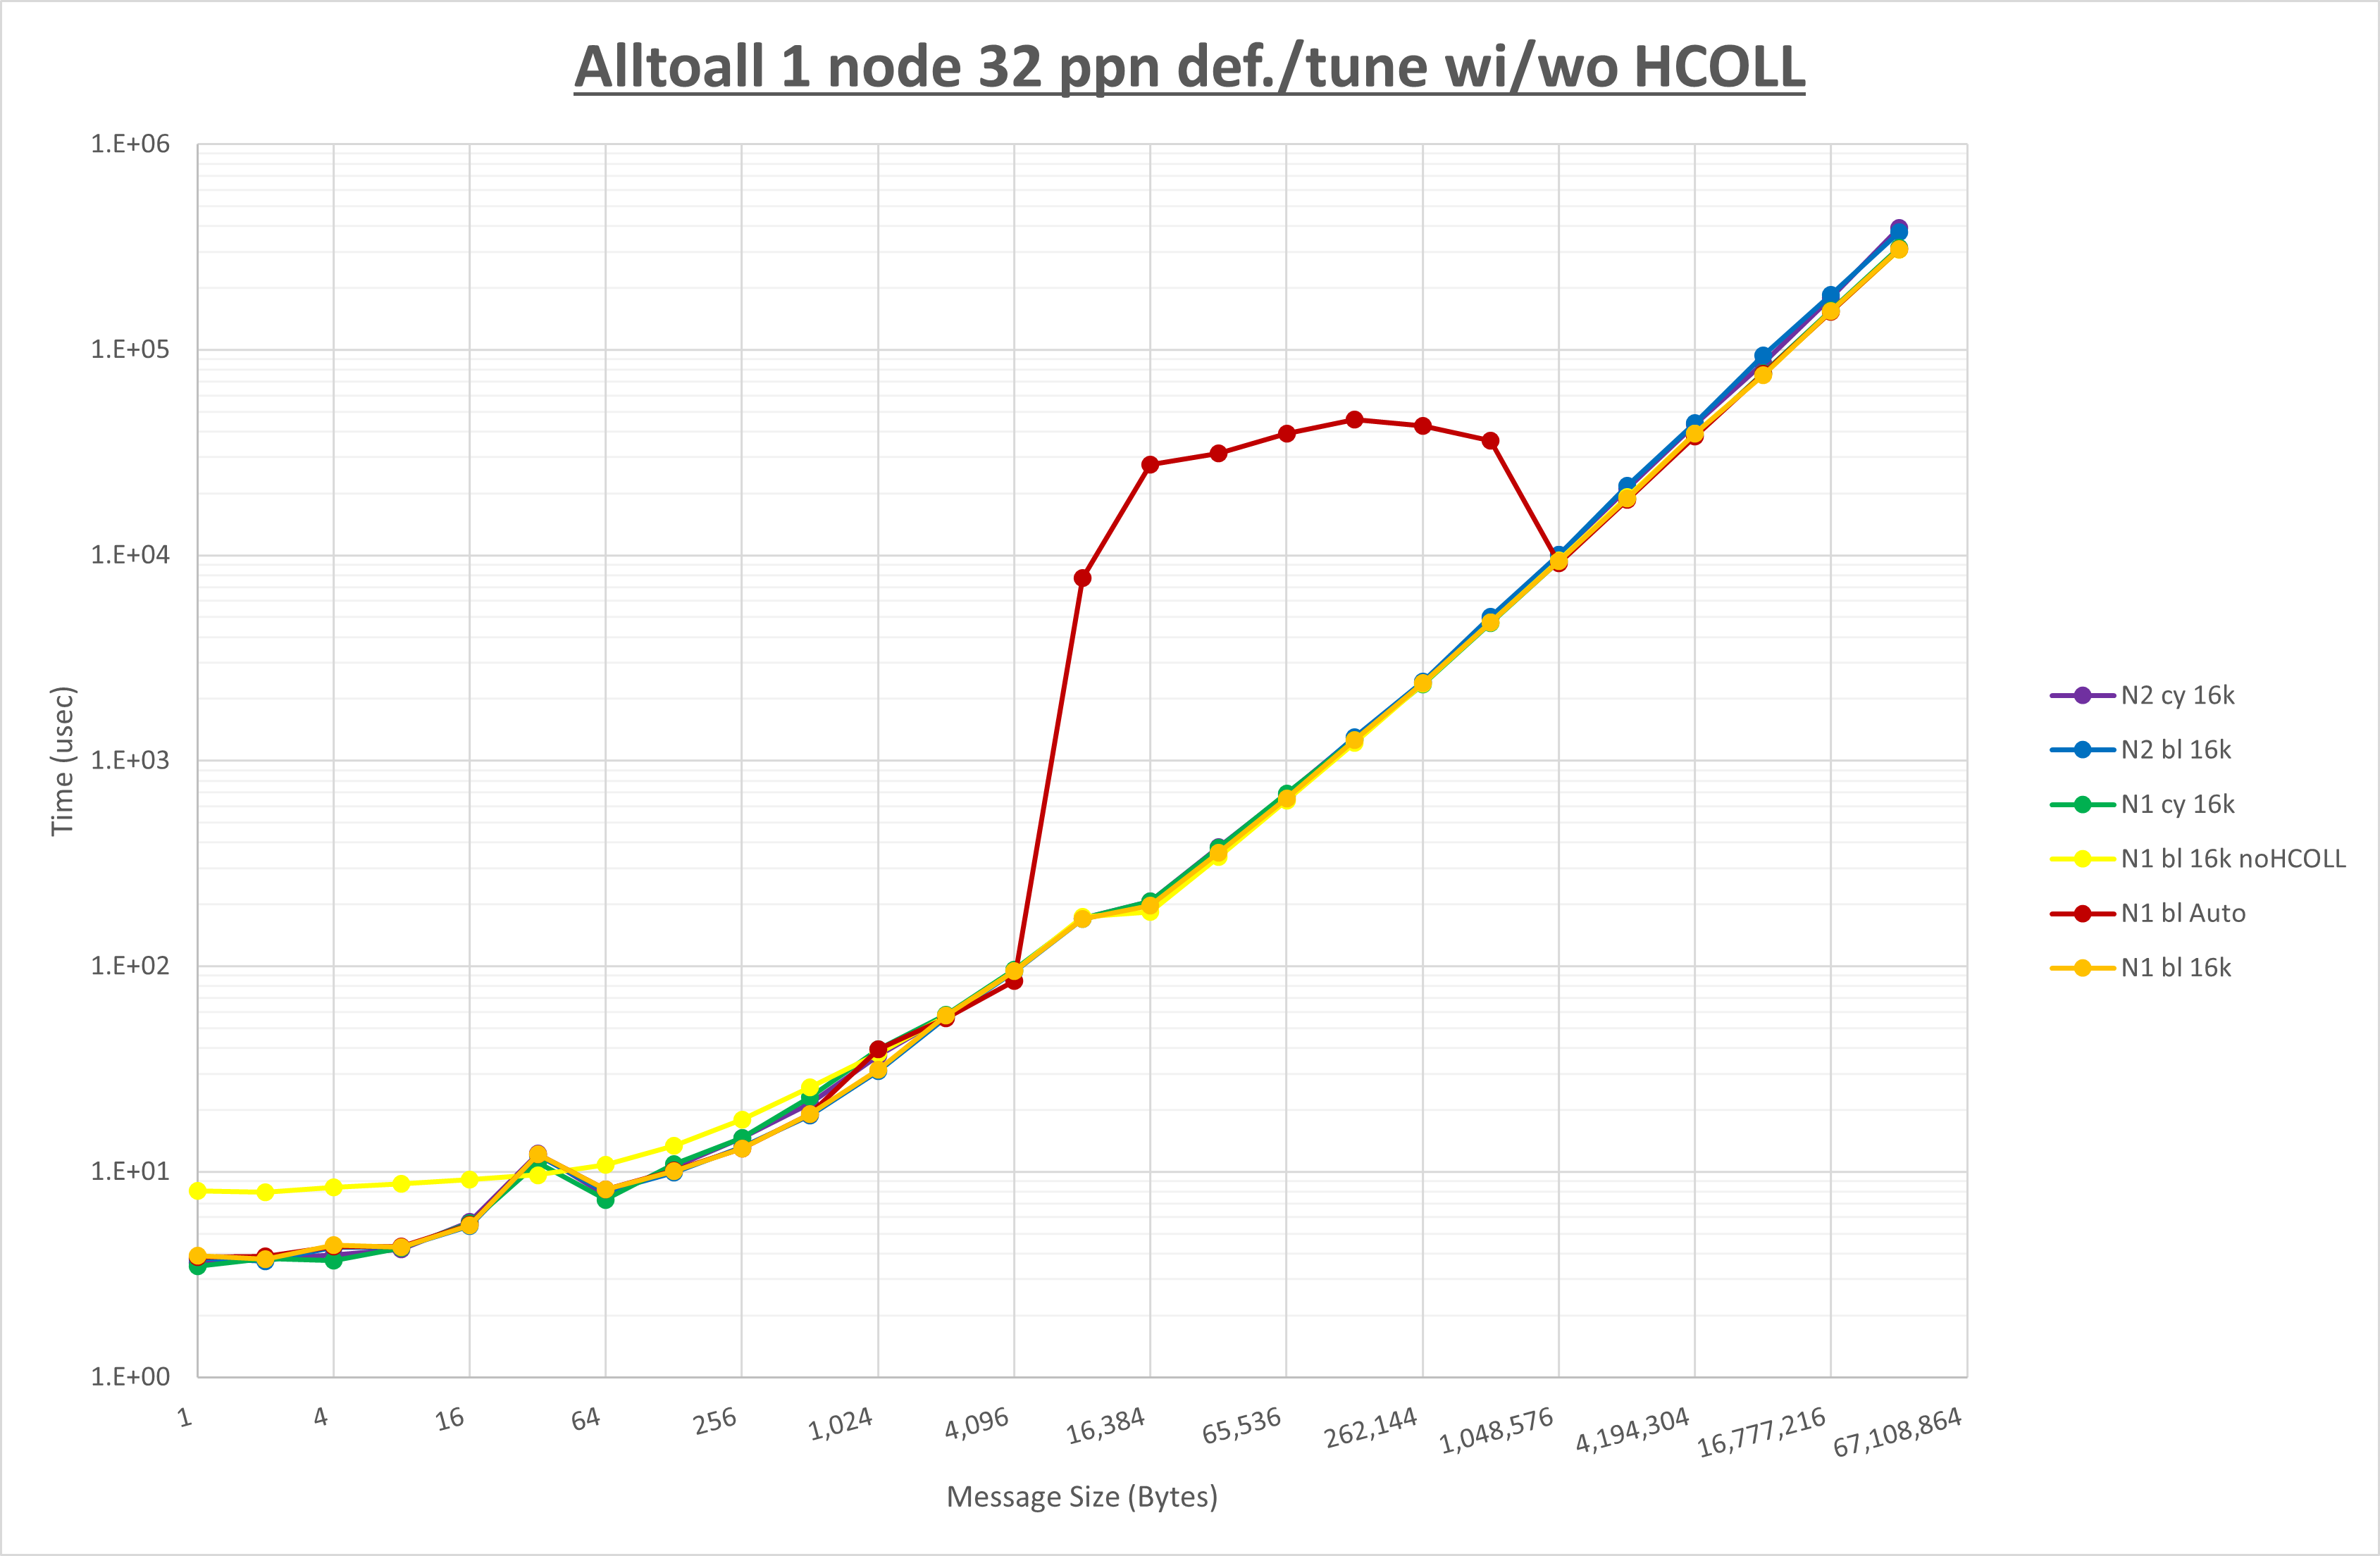 Alltoall 1 node 32 ppn def./tune wi/wo HCOLL
1.E+06
1.E+05
1.E+04
1.E+03
1.E+02
1.E+01
1.E+00
Time (usec)
1
4
16
64
256
1,024
4,096
16,384
65,536
262,144
1,048,576
4,194,304
16,777,216
67,108,864
Message Size (Bytes)
N2 cy 16k
N2 bl 16k
N1 cy 16k
N1 bl 16k noHCOLL
N1 bl Auto
N1 bl 16k